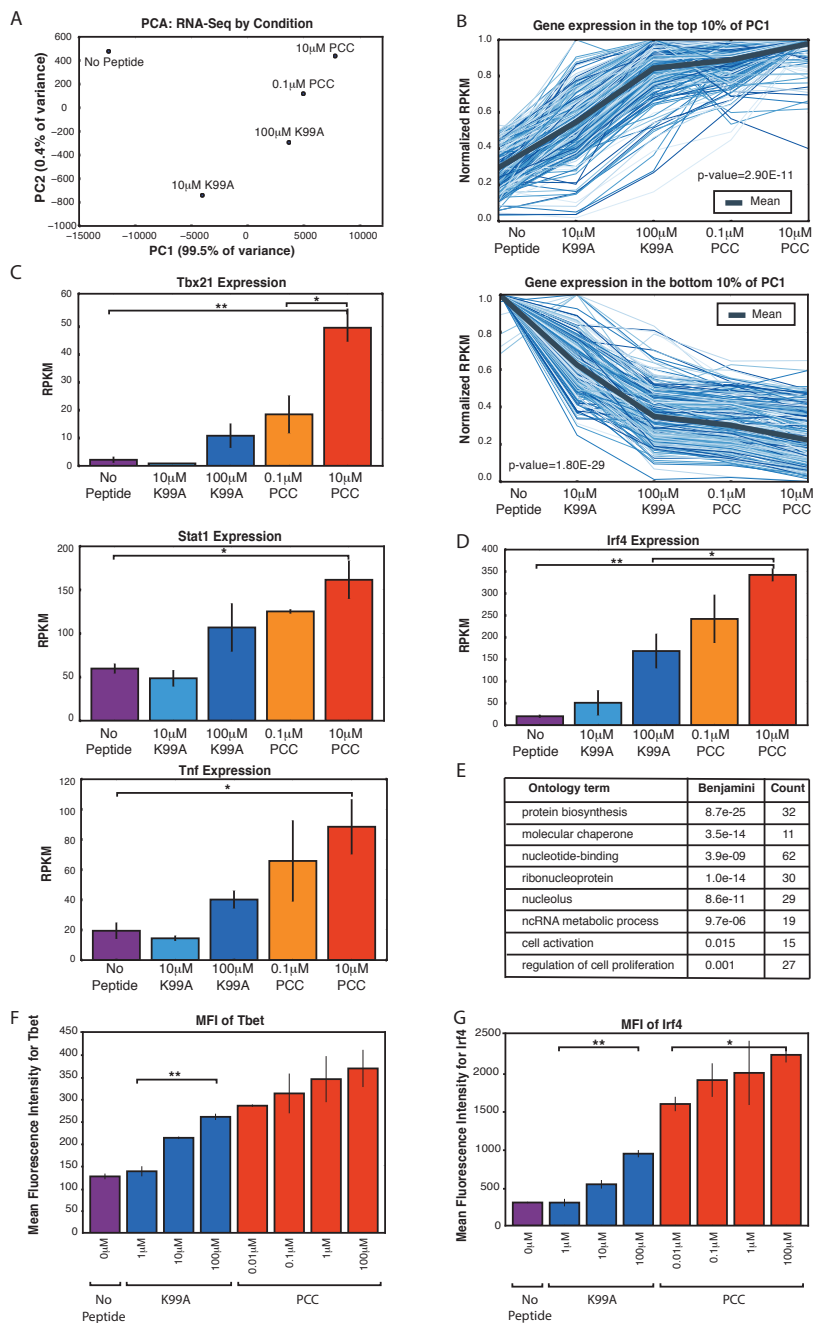 A
PCA: RNA-Seq by Condition
PC2 (0.4% of variance)
600
400
200
0
−200
−400
−600
−800
−1000
No Peptide
10μM PCC
0.1μM PCC
100μM K99A
10μM K99A
−15000 −10000 −5000 0 5000 10000
PC1 (99.5% of variance)
B
Gene expression in the top 10% of PC1
Normalized RPKM
1.0
0.8
0.6
0.4
0.2
0.0
p-value=2.90E-11
Mean
No Peptide 10μM K99A 100μM K99A 0.1μM PCC 10μM PCC
Gene expression in the bottom 10% of PC1
Normalized RPKM
1.0
0.8
0.6
0.4
0.2
0.0
Mean
p-value=1.80E-29
No Peptide 10μM K99A 100μM K99A 0.1μM PCC 10μM PCC
C
Tbx21 Expression
RPKM
60
50
40
30
20
10
0
** *
No Peptide 10μM K99A 100μM K99A 0.1μM PCC 10μM PCC
Stat1 Expression
RPKM
200
150
100
50
0
*
No Peptide 10μM K99A 100μM K99A 0.1μM PCC 10μM PCC
Tnf Expression
RPKM
120
100
80
60
40
20
0
*
No Peptide 10μM K99A 100μM K99A 0.1μM PCC 10μM PCC
D
Irf4 Expression
RPKM
400
350
300
250
200
150
100
50
0
** *
No Peptide 10μM K99A 100μM K99A 0.1μM PCC 10μM PCC
E
Ontology term Benjamini Count
protein biosynthesis 8.7e-25 32
molecular chaperone 3.5e-14 11
nucleotide-binding 3.9e-09 62
ribonucleoprotein 1.0e-14 30
nucleolus 8.6e-11 29
ncRNA metabolic process 9.7e-06 19
cell activation 0.015 15
regulation of cell proliferation 0.001 27
F
MFI of Tbet
Mean Fluorescence Intensity for Tbet
450
400
350
300
250
200
150
100
50
0
**
0μM 1μM 10μM 100μM 0.01μM 0.1μM 1μM 100μM
No Peptide K99A PCC
G
MFI of Irf4
Mean Fluorescence Intensity for Irf4
2500
2000
1500
1000
500
0
** *
0μM 1μM 10μM 100μM 0.01μM 0.1μM 1μM 100μM
No Peptide K99A PCC